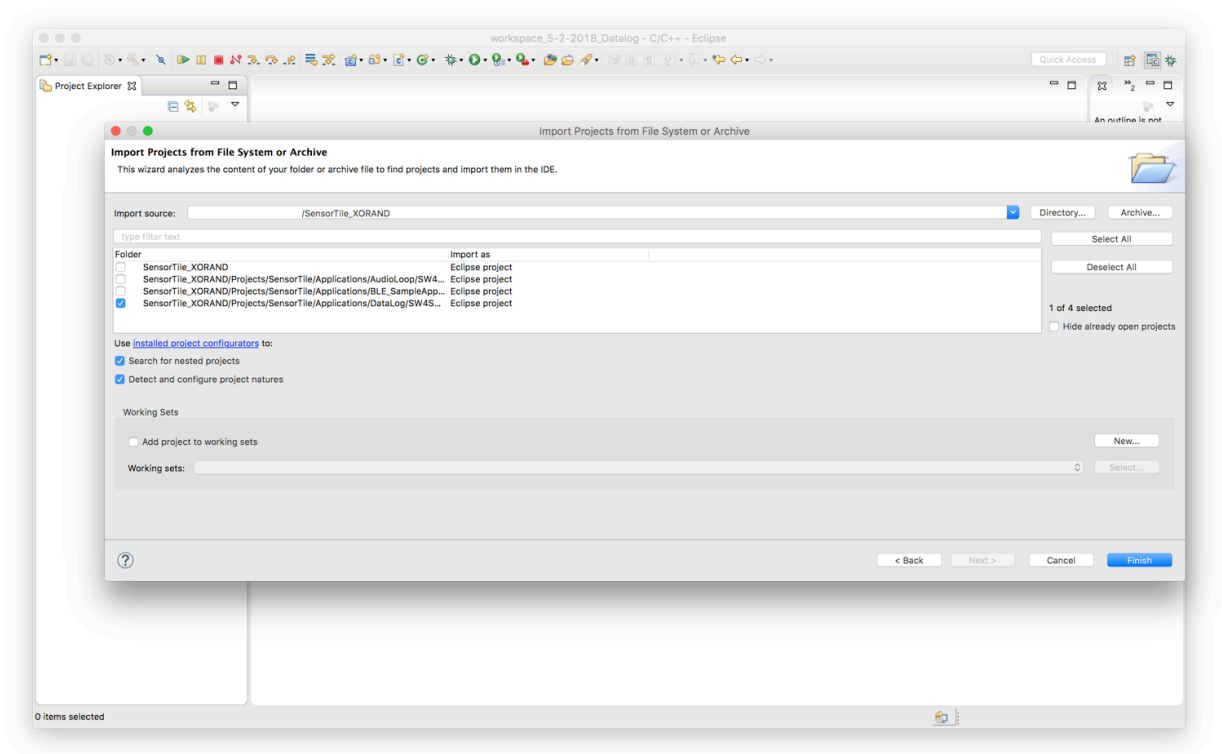 workspace_5-2-2018_Datalog - C/C++ - Eclipse
Quick Access
Project Explorer
2
An outline is not
Import Projects from File System or Archive
Import Projects from File System or Archive
This wizard analyzes the content of your folder or archive file to find projects and import them in the IDE.
Import source: /SensorTile_XORAND Directory... Archive...
type filter text
Select All
Folder Import as
SensorTile_XORAND Eclipse project
Deselect All
SensorTile_XORAND/Projects/SensorTile/Applications/AudioLoop/SW4... Eclipse project
SensorTile_XORAND/Projects/SensorTile/Applications/BLE_SampleApp... Eclipse project
SensorTile_XORAND/Projects/SensorTile/Applications/DataLog/SW4S... Eclipse project
1 of 4 selected
Hide already open projects
Use installed project configurators to:
Search for nested projects
Detect and configure project natures
Working Sets
Add project to working sets New...
Working sets: Select...
? < Back Next > Cancel Finish
0 items selected